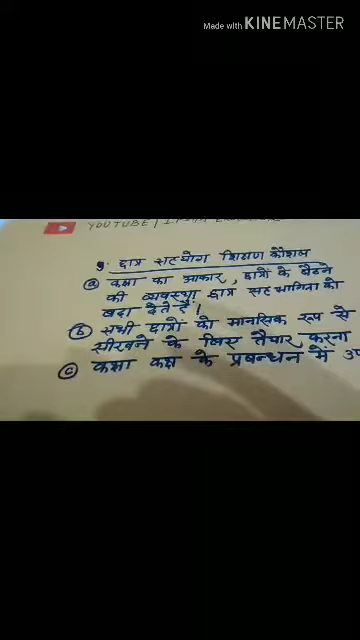 Made with KINEMASTER
YOUTUBE /
9. छात्र सहयोग शिक्षण कौशल
ⓐ कक्षा का आकार, छात्रों के बैठने
की व्यवस्था छात्र सहभागिता को
बढ़ा देते हैं।
ⓑ सभी छात्रों को मानसिक रूप से
सीखने के लिए तैयार करना
ⓒ कक्षा कक्ष के प्रबन्धन में